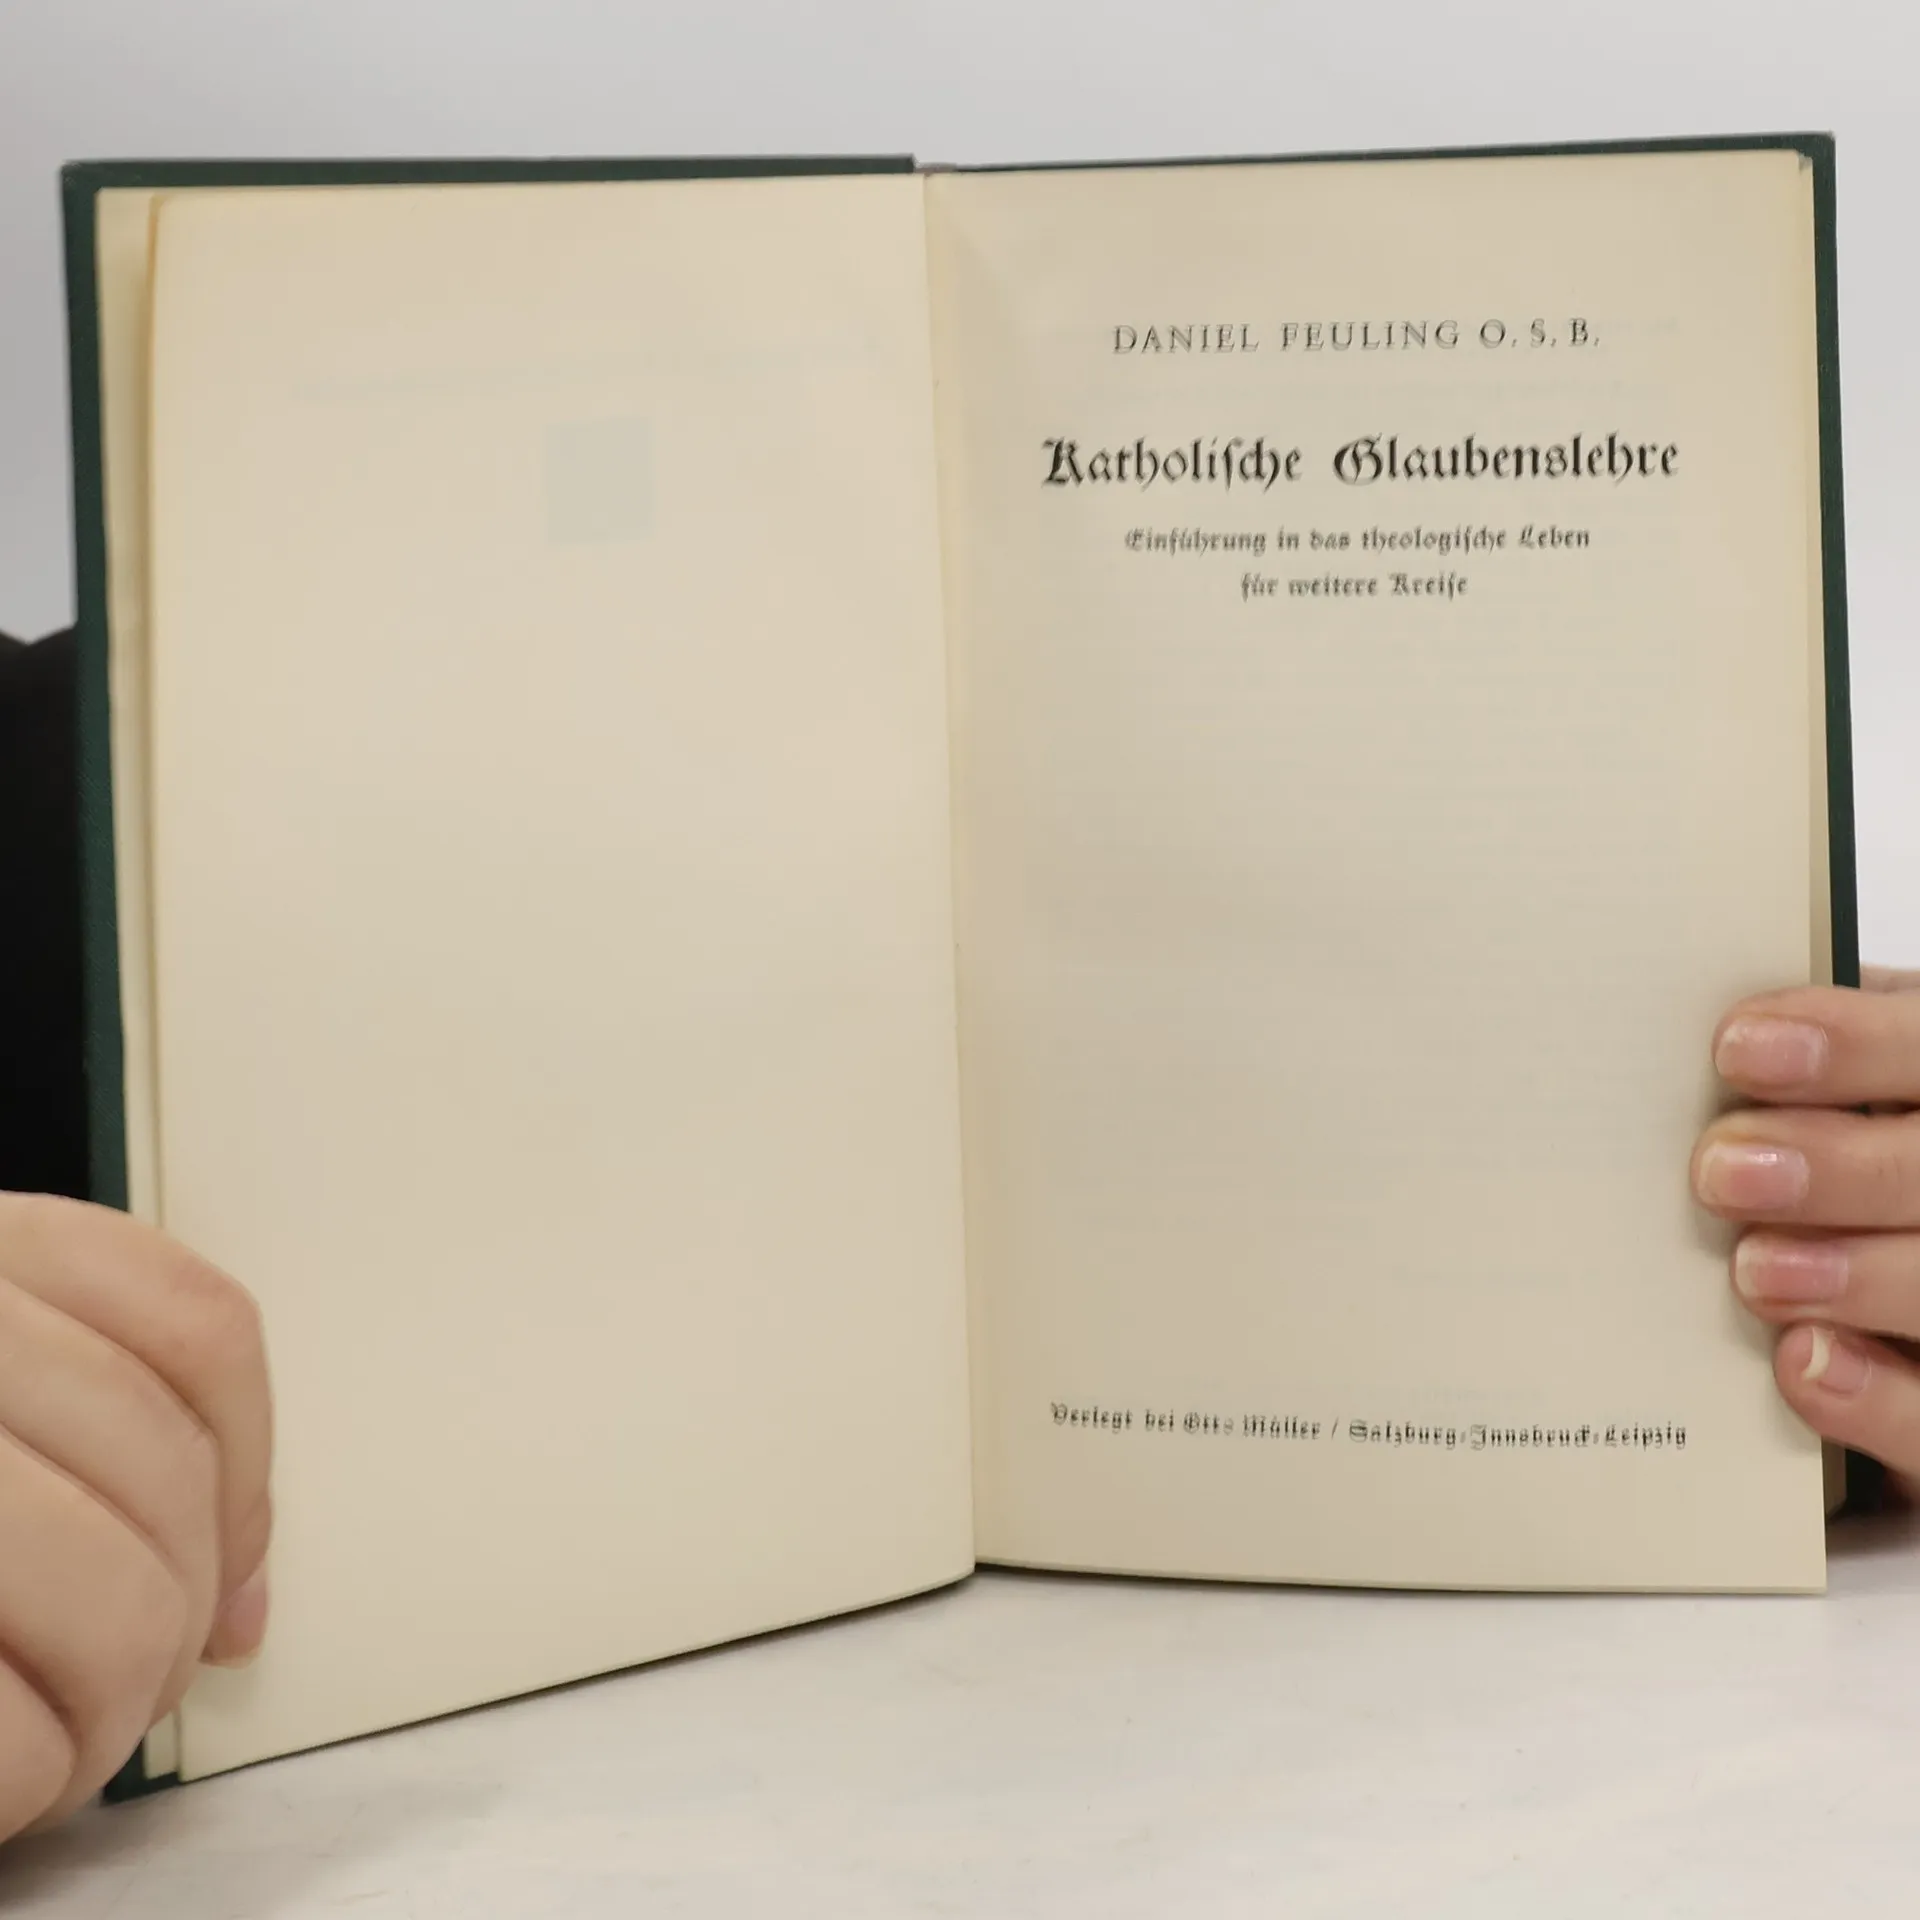 DANIEL FEULING O. S. B.
Katholiſche Glaubenslehre
Einführung in das theologiſche Leben
für weitere Kreiſe
Verlegt bei Otto Müller / Salzburg-Innsbruck-Leipzig